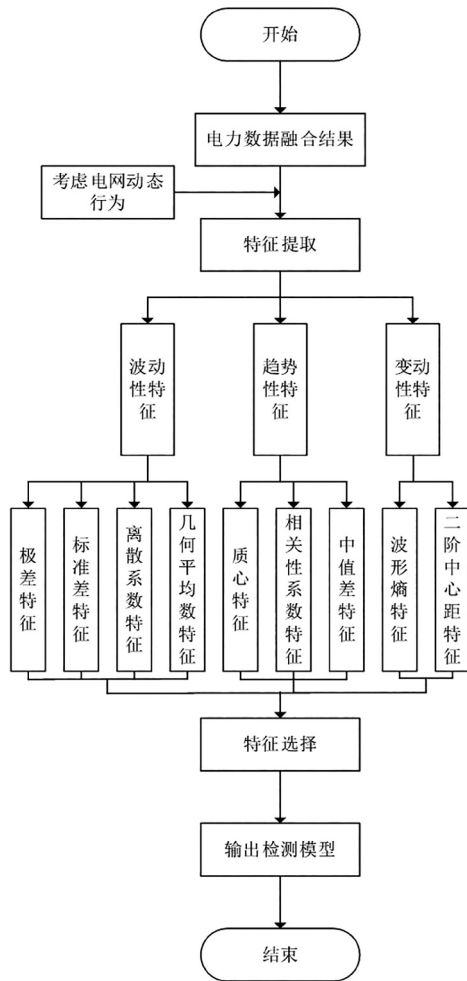 开始
电力数据融合结果
考虑电网动态
行为
特征提取
波动
性特
征
趋势
性特
征
变动
性特
征
极差特征
标准差特征
离散系数特征
几何平均数特征
质心特征
相关性系数特征
中值差特征
波形熵特征
二阶中心距特征
特征选择
输出检测模型
结束